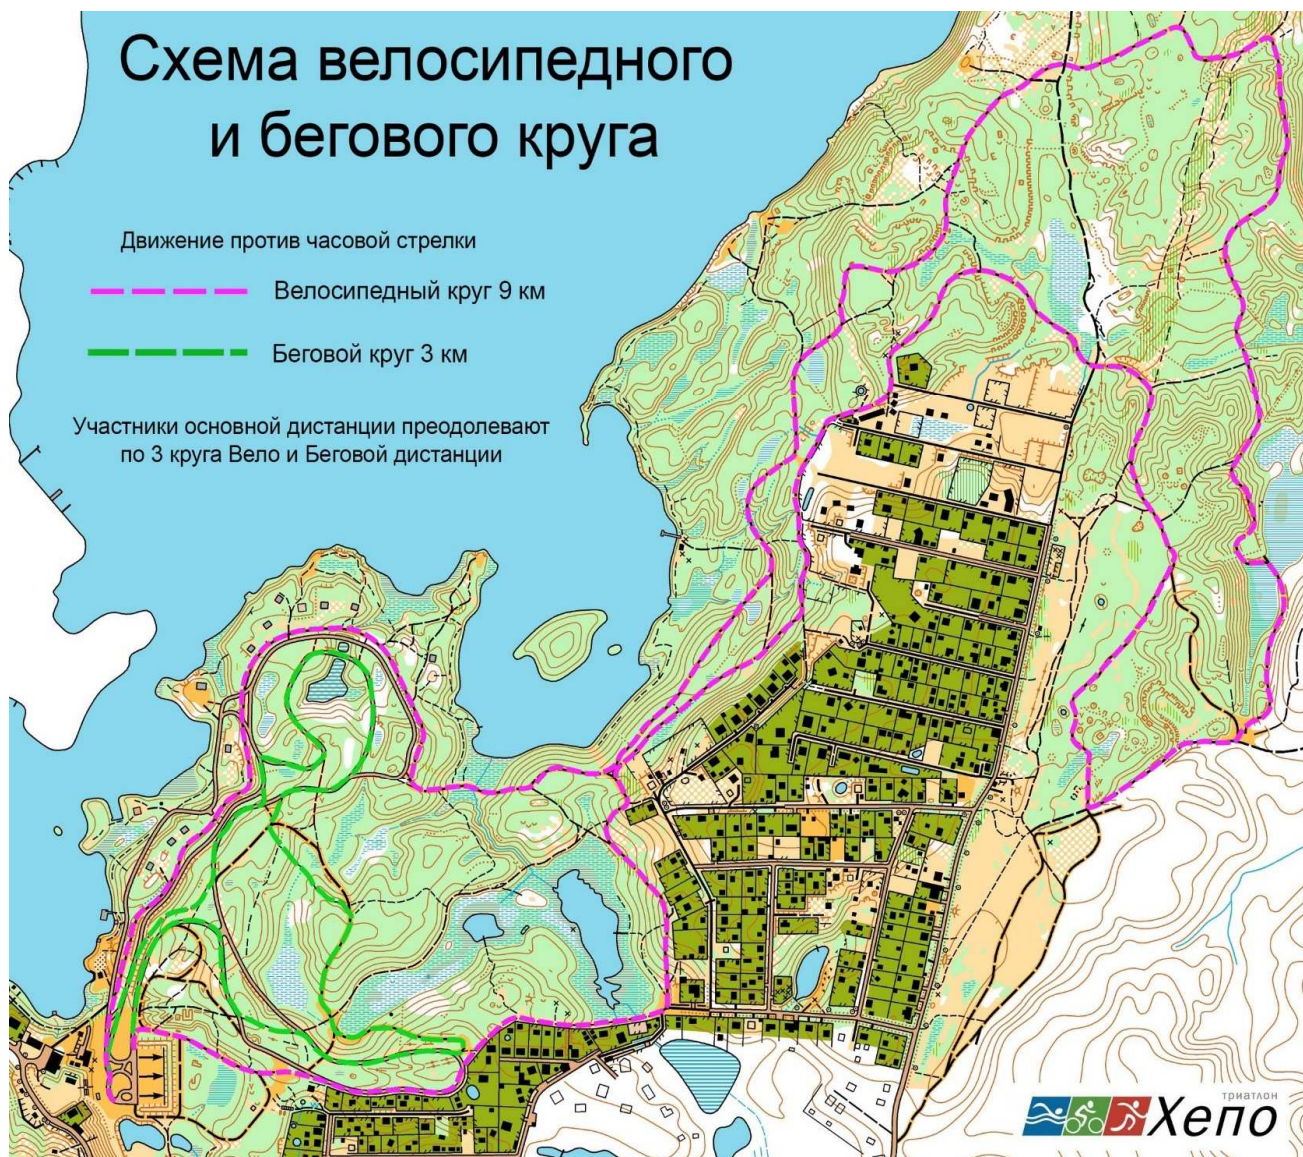 Схема велосипедного
и бегового круга
Движение против часовой стрелки
Велосипедный круг 9 км
Беговой круг 3 км
Участники основной дистанции преодолевают
по 3 круга Вело и Беговой дистанции
триатлон
Хепо